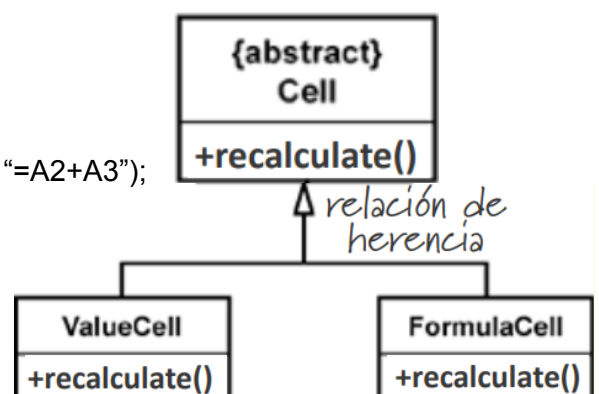 {abstract}
Cell
+recalculate()
“=A2+A3”);
relación de
herencia
ValueCell
+recalculate()
FormulaCell
+recalculate()